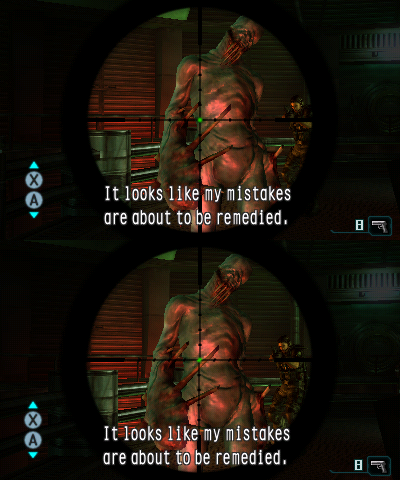 X
A
It looks like my mistakes
are about to be remedied.
8
X
A
It looks like my mistakes
are about to be remedied.
8